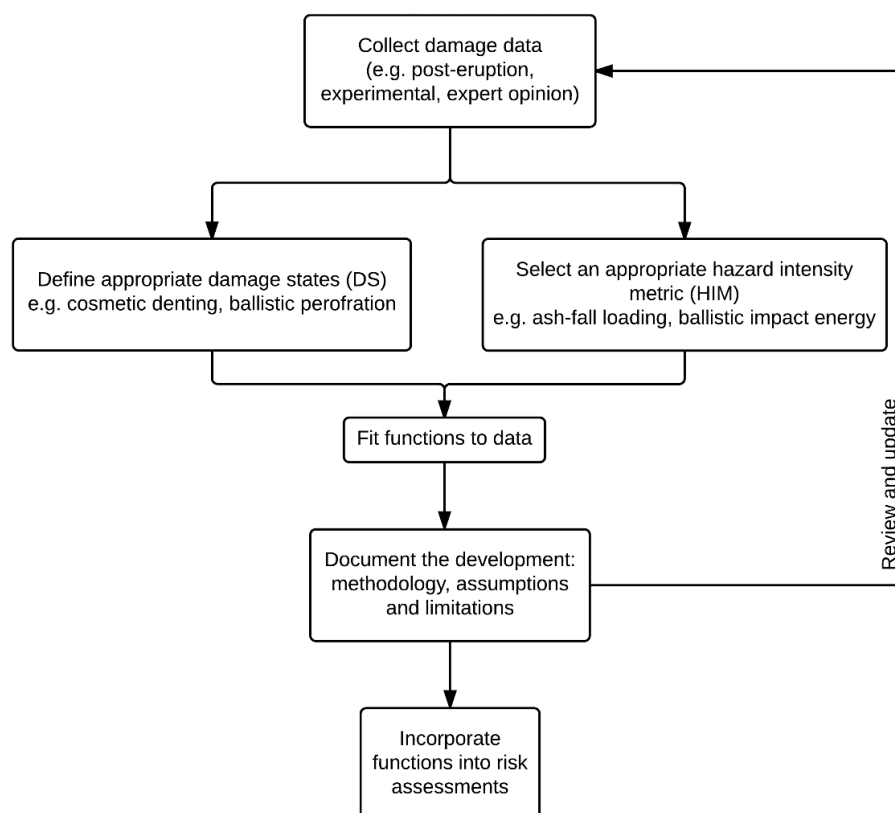 Collect damage data
(e.g. post-eruption,
experimental, expert opinion)
Define appropriate damage states (DS)
e.g. cosmetic denting, ballistic perofration
Select an appropriate hazard intensity
metric (HIM)
e.g. ash-fall loading, ballistic impact energy
Fit functions to data
Review and update
Document the development:
methodology, assumptions
and limitations
Incorporate
functions into risk
assessments